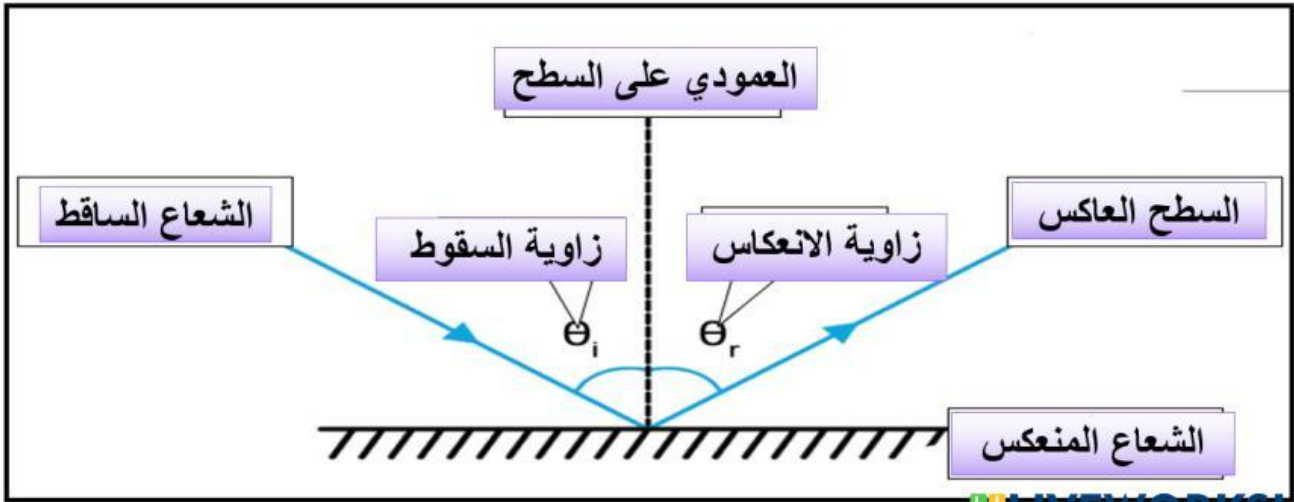 العمودي على السطح
الشعاع الساقط
زاوية السقوط
زاوية الانعكاس
السطح العاكس
θi
θr
الشعاع المنعكس